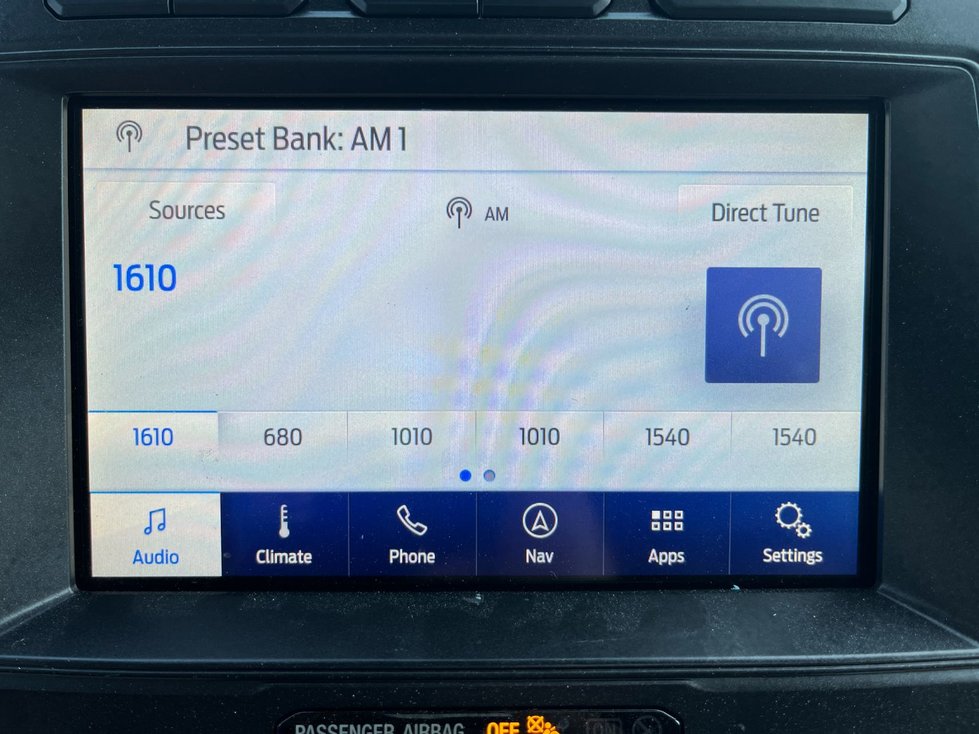 Preset Bank: AM 1
Sources
AM
Direct Tune
1610
1610 680 1010 1010 1540 1540
Audio Climate Phone Nav Apps Settings
PASSENGER AIRBAG OFF ON